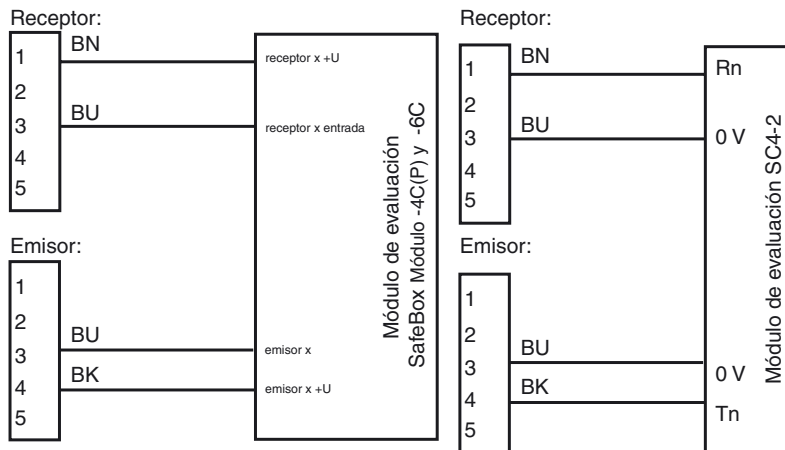 Receptor:
1
2
3
4
5
BN
BU
receptor x +U
receptor x entrada
Emisor:
1
2
3
4
5
BU
BK
emisor x
emisor x +U
Módulo de evaluación
SafeBox Módulo -4C(P) y -6C
Receptor:
1
2
3
4
5
BN
BU
Rn
0 V
Emisor:
1
2
3
4
5
BU
BK
0 V
Tn
Módulo de evaluación SC4-2